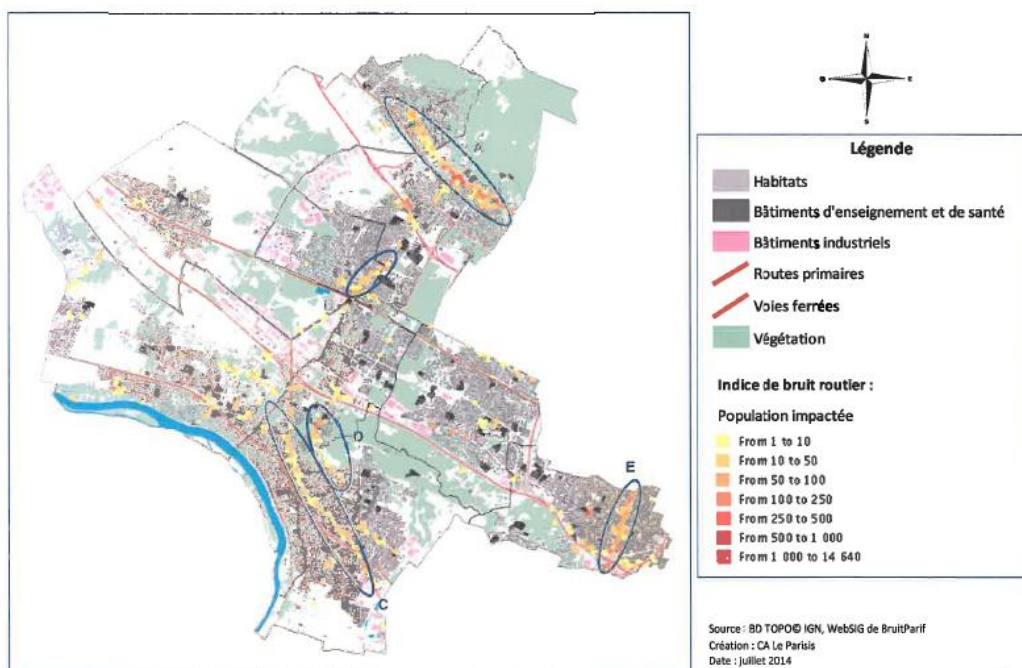 N
O
E
S
A
D
E
C
Légende
Habitats
Bâtiments d'enseignement et de santé
Bâtiments industriels
Routes primaires
Voies ferrées
Végétation
Indice de bruit routier :
Population impactée
From 1 to 10
From 10 to 50
From 50 to 100
From 100 to 250
From 250 to 500
From 500 to 1 000
From 1 000 to 14 640
Source : BD TOPO© IGN, WebSIG de BruitParif
Création : CA Le Parisis
Date : juillet 2014